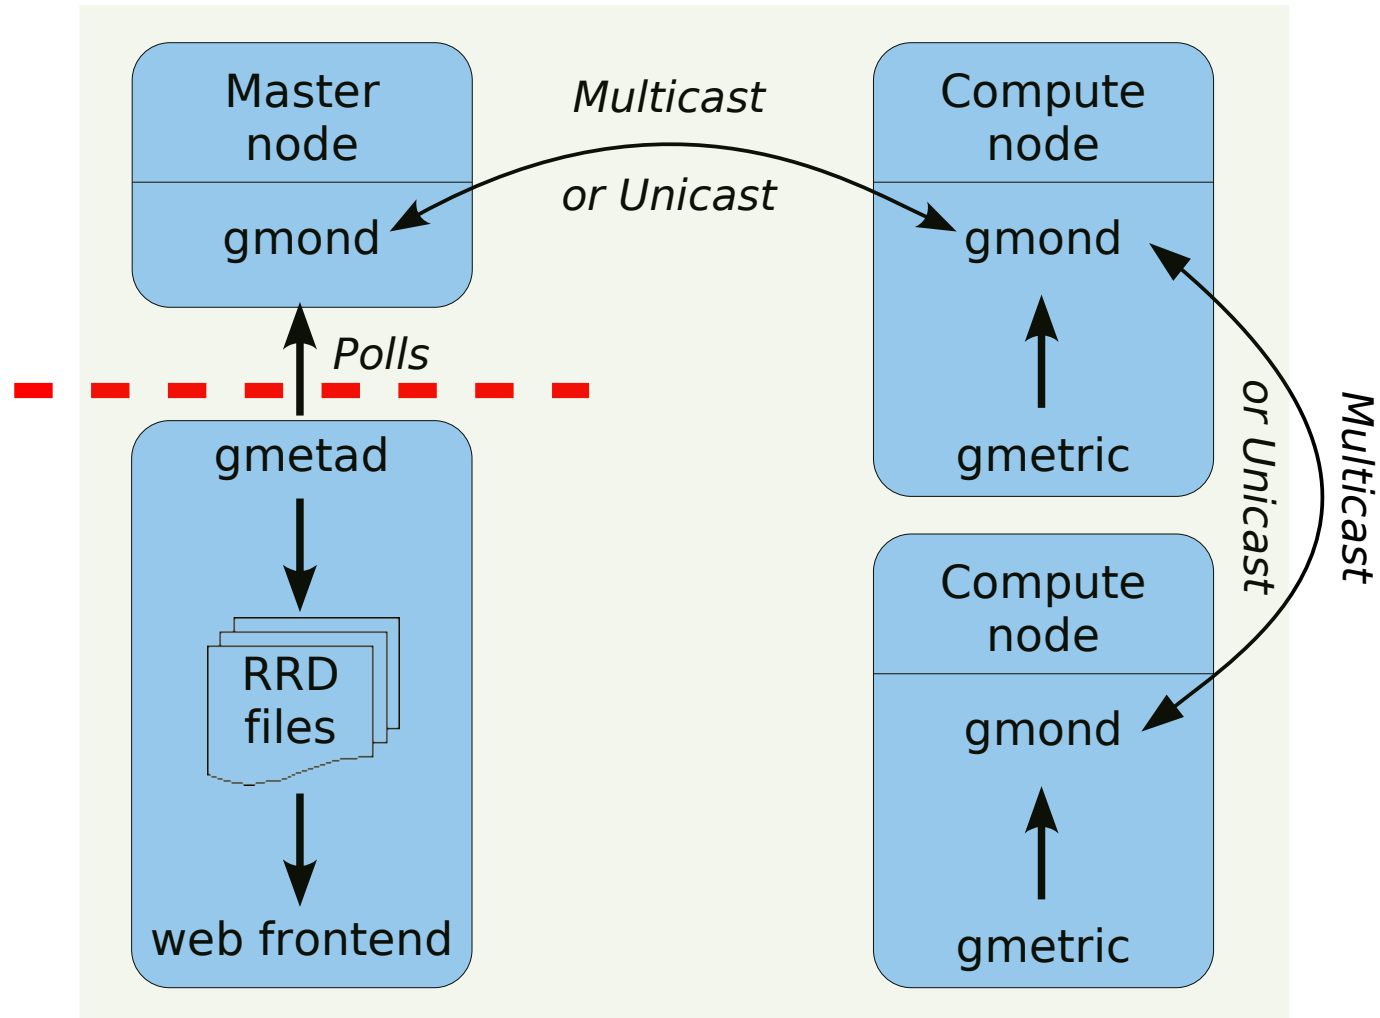 Master
node
gmond
Multicast
or Unicast
Compute
node
gmond
gmetric
Polls
gmetad
RRD
files
web frontend
or Unicast
Multicast
Compute
node
gmond
gmetric